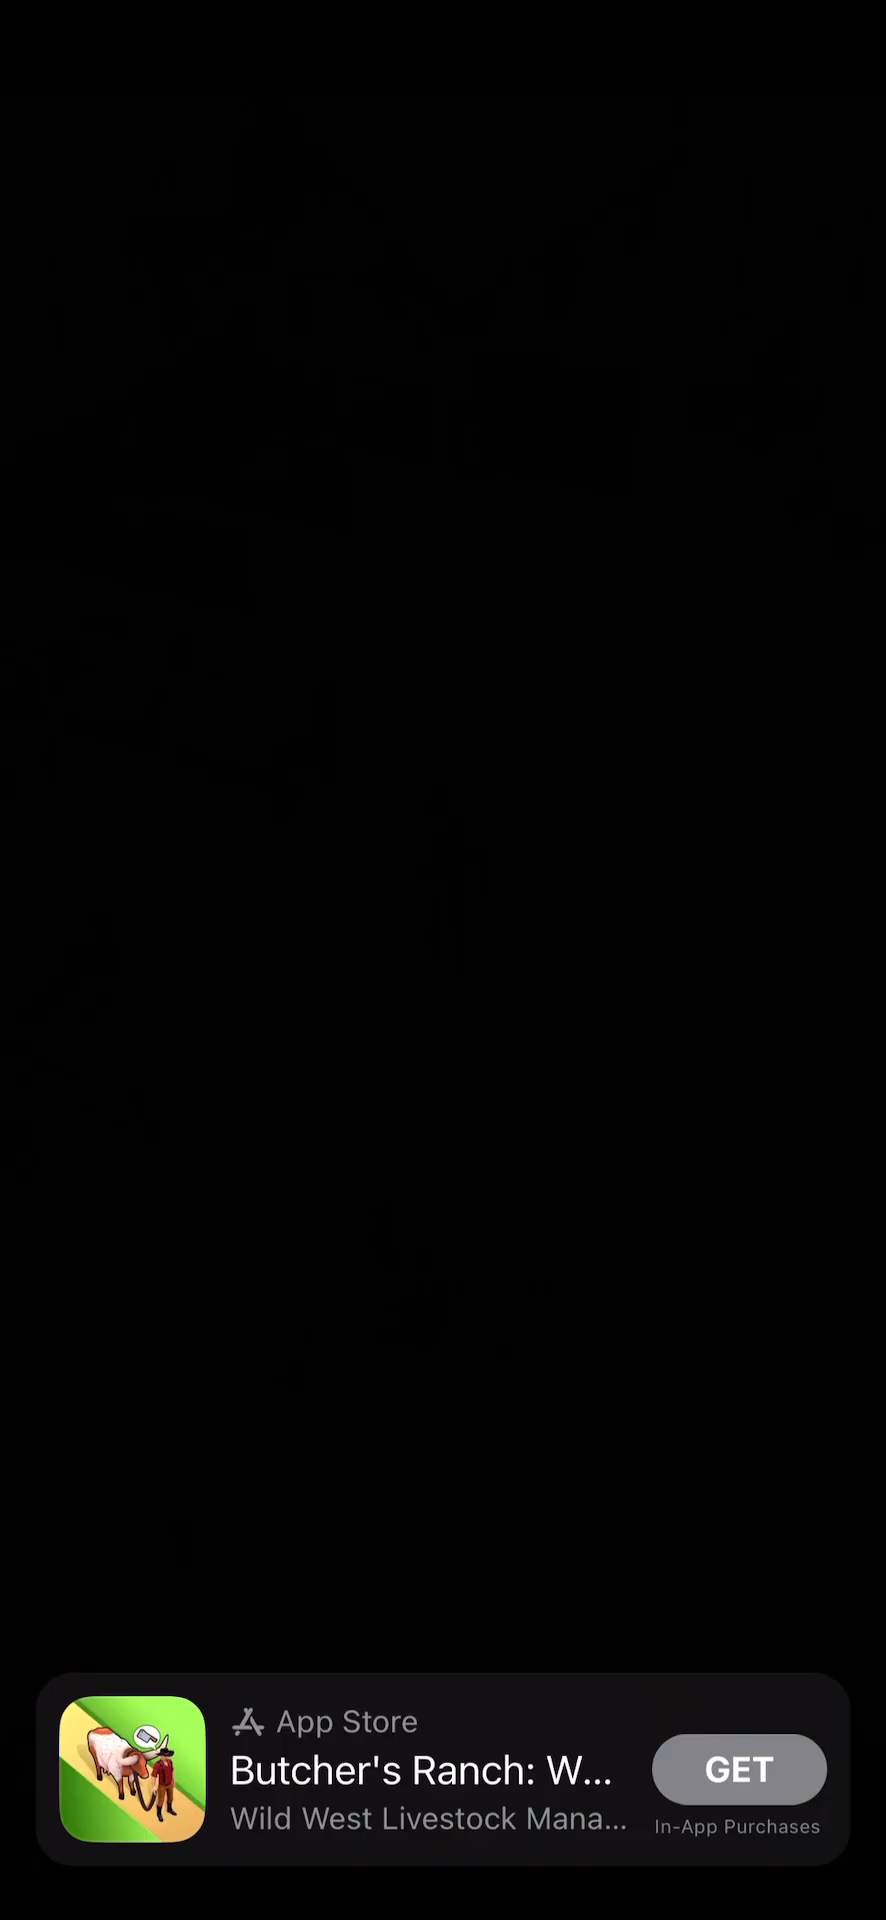 App Store
Butcher's Ranch: W...
Wild West Livestock Mana...
GET
In-App Purchases